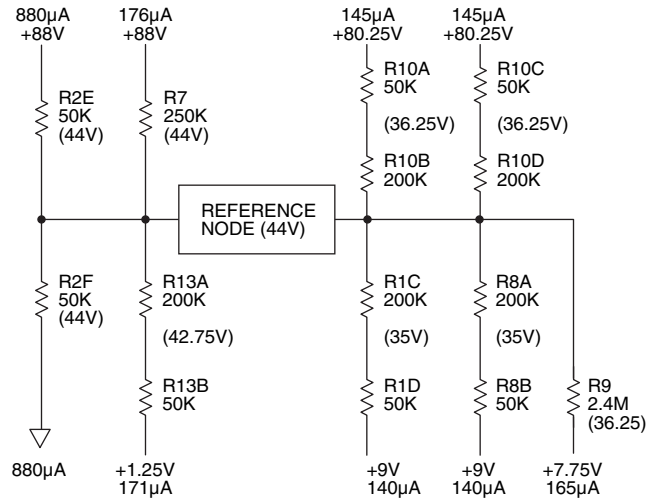 880µA
+88V
176µA
+88V
145µA
+80.25V
145µA
+80.25V
R2E
50K
(44V)
R7
250K
(44V)
R10A
50K
(36.25V)
R10B
200K
R10C
50K
(36.25V)
R10D
200K
REFERENCE
NODE (44V)
R2F
50K
(44V)
R13A
200K
(42.75V)
R13B
50K
R1C
200K
(35V)
R1D
50K
R8A
200K
(35V)
R8B
50K
R9
2.4M
(36.25)
880µA
+1.25V
171µA
+9V
140µA
+9V
140µA
+7.75V
165µA